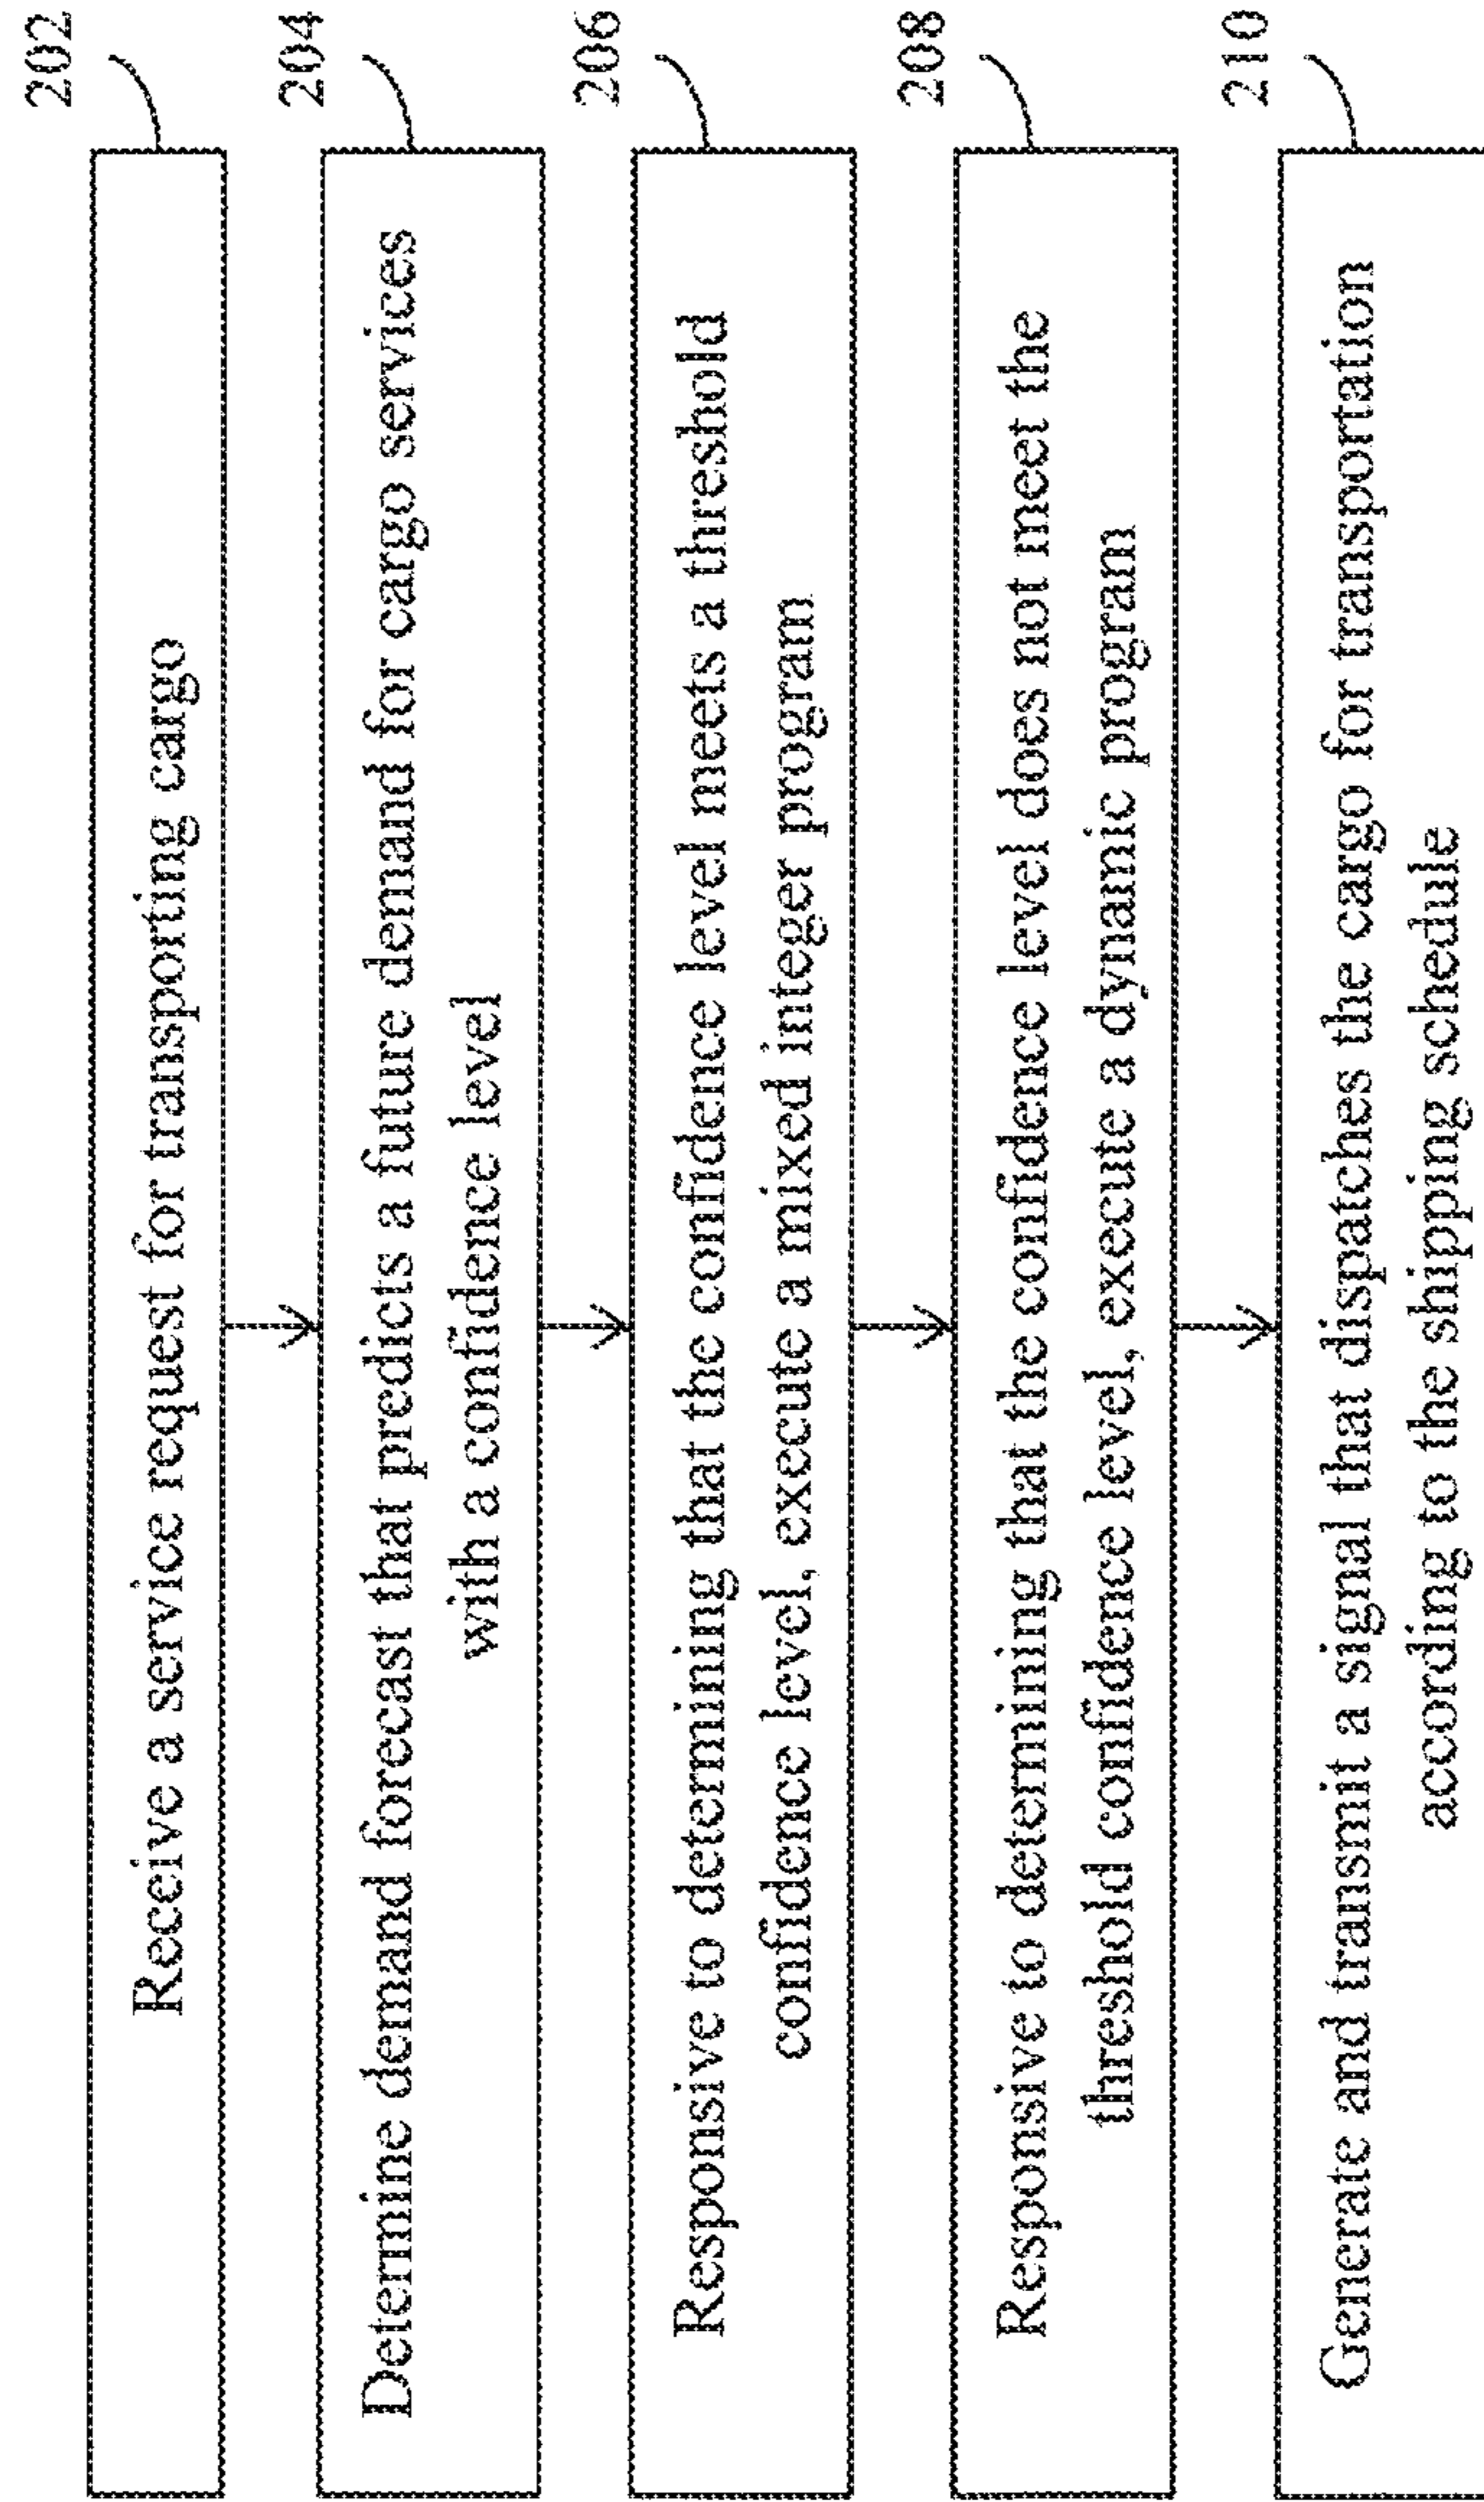 202
Receive a service request for transporting cargo
204
Determine demand forecast that predicts a future demand for cargo services
with a confidence level
206
Responsive to determining that the confidence level meets a threshold
confidence level, execute a mixed integer program
208
Responsive to determining that the confidence level does not meet the
threshold confidence level, execute a dynamic program
210
Generate and transmit a signal that dispatches the cargo for transportation
according to the shipping schedule